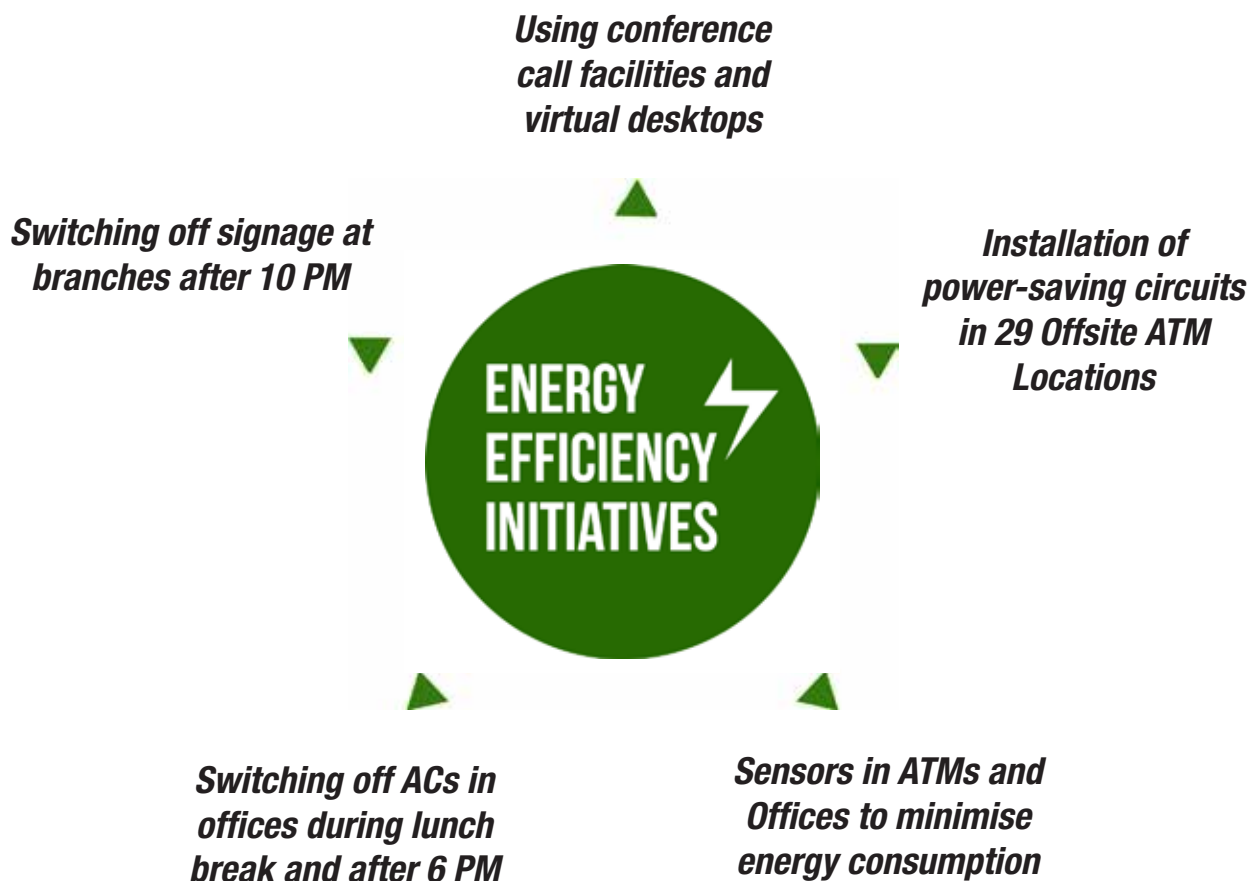 Using conference
call facilities and
virtual desktops
Switching off signage at
branches after 10 PM
Installation of
power-saving circuits
in 29 Offsite ATM
Locations
ENERGY
EFFICIENCY
INITIATIVES
Switching off ACs in
offices during lunch
break and after 6 PM
Sensors in ATMs and
Offices to minimise
energy consumption